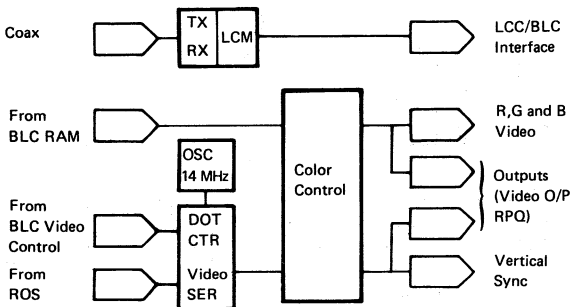 Coax
TX
RX
LCM
LCC/BLC
Interface
From
BLC RAM
R,G and B
Video
OSC
14 MHz
Color
Control
Outputs
(Video O/P
RPQ)
From
BLC Video
Control
DOT
CTR
From
ROS
Video
SER
Vertical
Sync